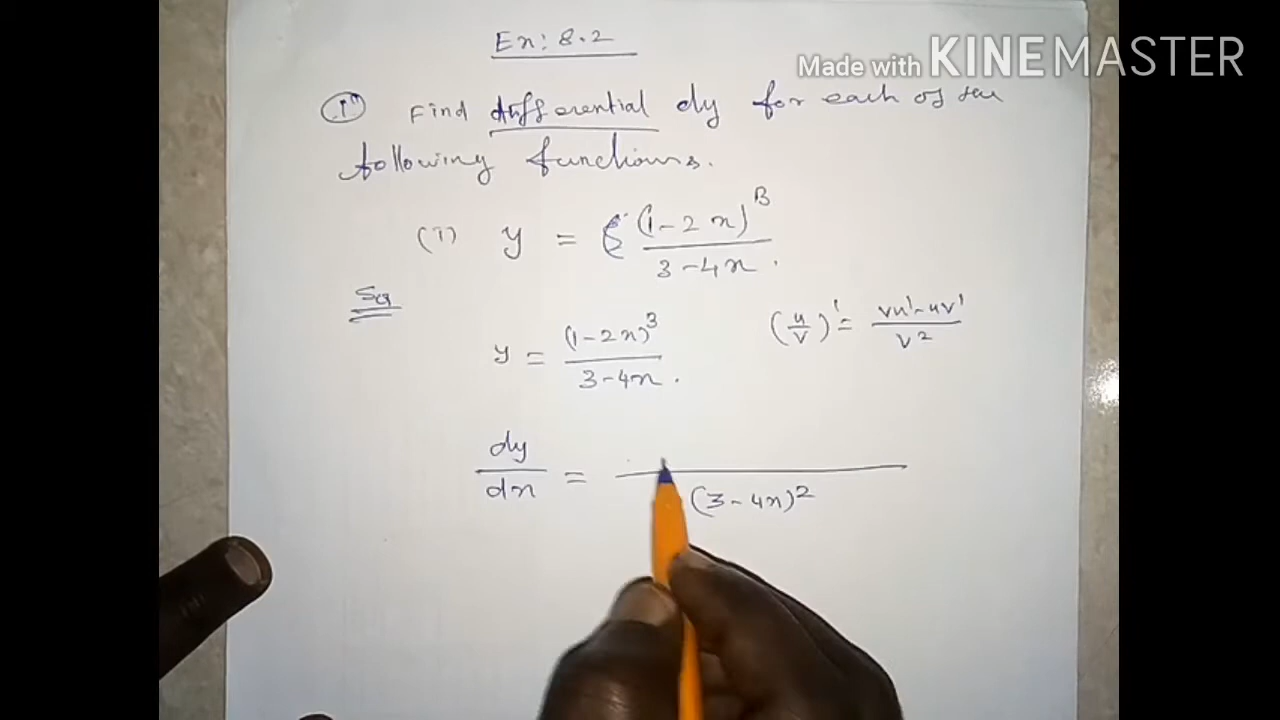 Ex: 8.2
Made with KINEMASTER
① Find differential dy for each of the
following functions.
(i) y = (1-2x)^3 / 3-4x .
Sol
y = (1-2x)^3 / 3-4x .
(u/v)' = vu'-uv' / v^2
dy/dx = / (3-4x)^2